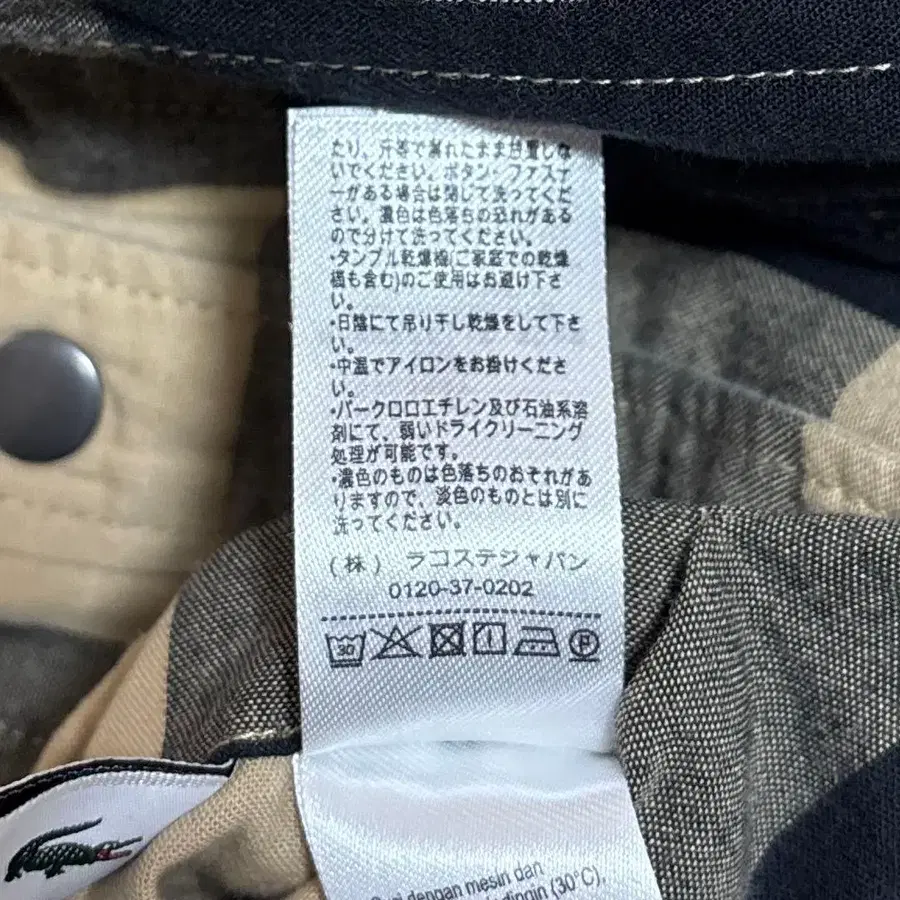 たり、汗等で濡れたまま放置しな
いでください。ボタン・ファスナ
ーがある場合は閉じて洗ってくだ
さい。濃色は色落ちの恐れがある
ので分けて洗ってください。
・タンブル乾燥機(ご家庭での乾燥
機も含む)のご使用はお避け下さ
い。
・日陰にて吊り干し乾燥をして下さ
い。
・中温でアイロンをお掛けくださ
い。
・パークロロエチレン及び石油系溶
剤にて、弱いドライクリーニング
処理が可能です。
・濃色のものは色落ちのおそれがあ
りますので、淡色のものとは別に
洗ってください。
(株) ラコステジャパン
0120-37-0202
30
P
dengan mesin dan
dingin (30°C),